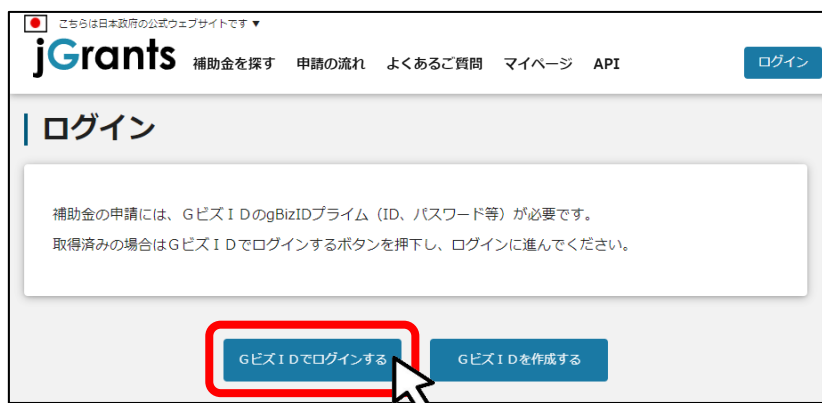 こちらは日本政府の公式ウェブサイトです ▼
jGrants 補助金を探す 申請の流れ よくあるご質問 マイページ API ログイン
ログイン
補助金の申請には、GビズIDのgBizIDプライム（ID、パスワード等）が必要です。
取得済みの場合はGビズIDでログインするボタンを押下し、ログインに進んでください。
GビズIDでログインする GビズIDを作成する